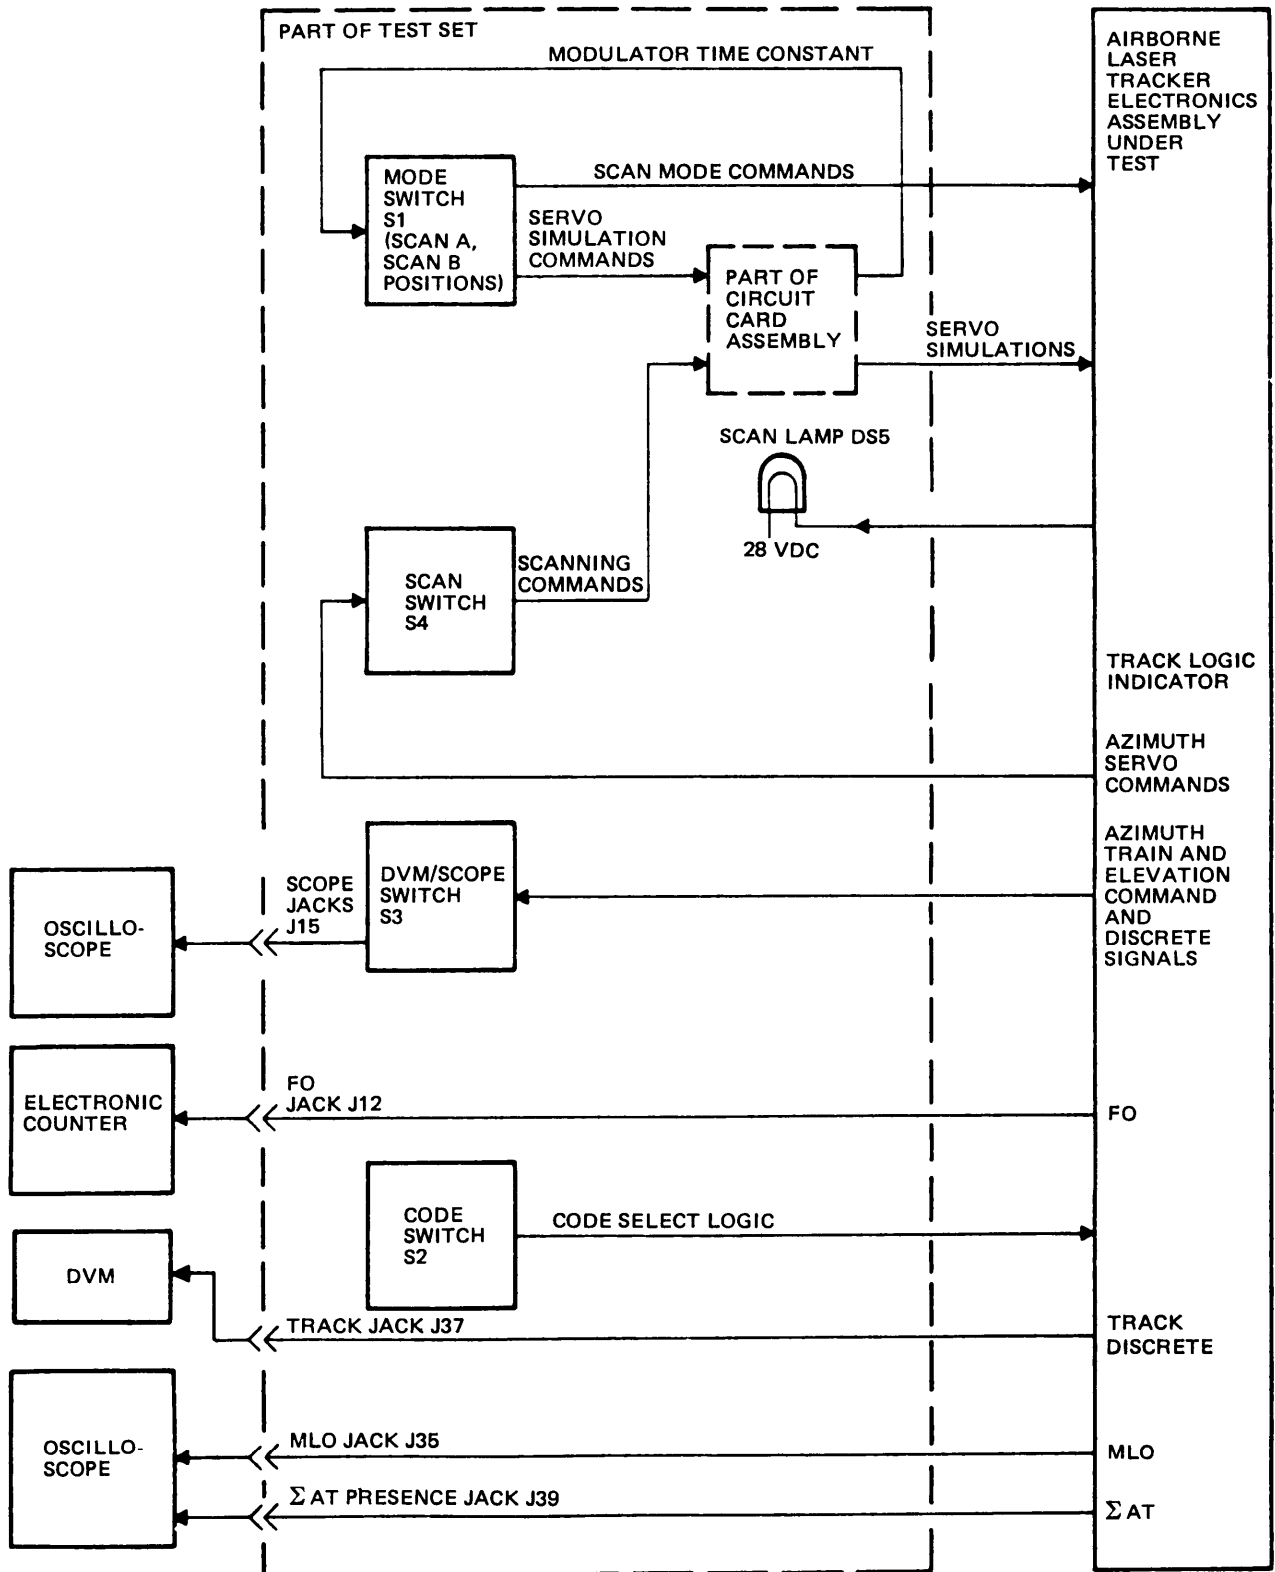 PART OF TEST SET
MODULATOR TIME CONSTANT
AIRBORNE
LASER
TRACKER
ELECTRONICS
ASSEMBLY
UNDER
TEST
MODE
SWITCH
S1
(SCAN A,
SCAN B
POSITIONS)
SCAN MODE COMMANDS
SERVO
SIMULATION
COMMANDS
PART OF
CIRCUIT
CARD
ASSEMBLY
SERVO
SIMULATIONS
SCAN LAMP DS5
28 VDC
SCAN
SWITCH
S4
SCANNING
COMMANDS
TRACK LOGIC
INDICATOR
AZIMUTH
SERVO
COMMANDS
AZIMUTH
TRAIN AND
ELEVATION
COMMAND
AND
DISCRETE
SIGNALS
OSCILLO-
SCOPE
SCOPE
JACKS
J15
DVM/SCOPE
SWITCH
S3
ELECTRONIC
COUNTER
FO
JACK J12
FO
CODE
SWITCH
S2
CODE SELECT LOGIC
DVM
TRACK JACK J37
TRACK
DISCRETE
OSCILLO-
SCOPE
MLO JACK J35
MLO
Σ AT PRESENCE JACK J39
Σ AT